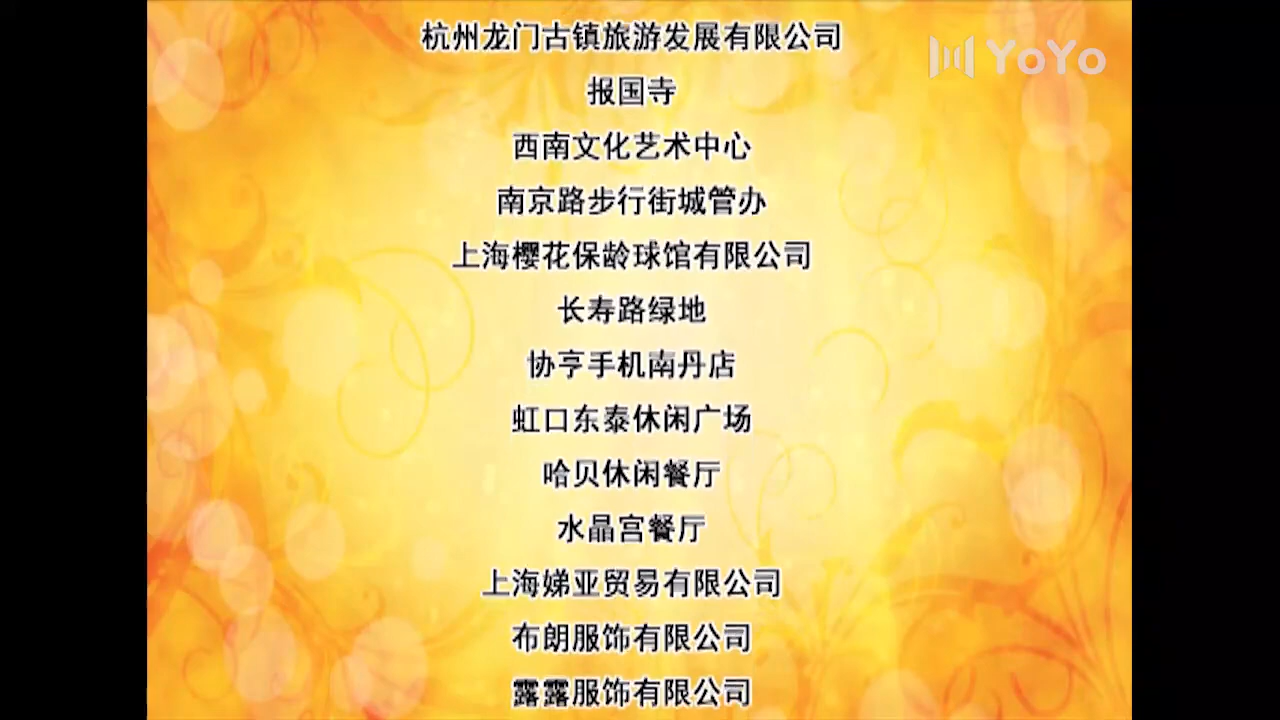 杭州龙门古镇旅游发展有限公司
YOYO
报国寺
西南文化艺术中心
南京路步行街城管办
上海樱花保龄球馆有限公司
长寿路绿地
协亨手机南丹店
虹口东泰休闲广场
哈贝休闲餐厅
水晶宫餐厅
上海娣亚贸易有限公司
布朗服饰有限公司
露露服饰有限公司